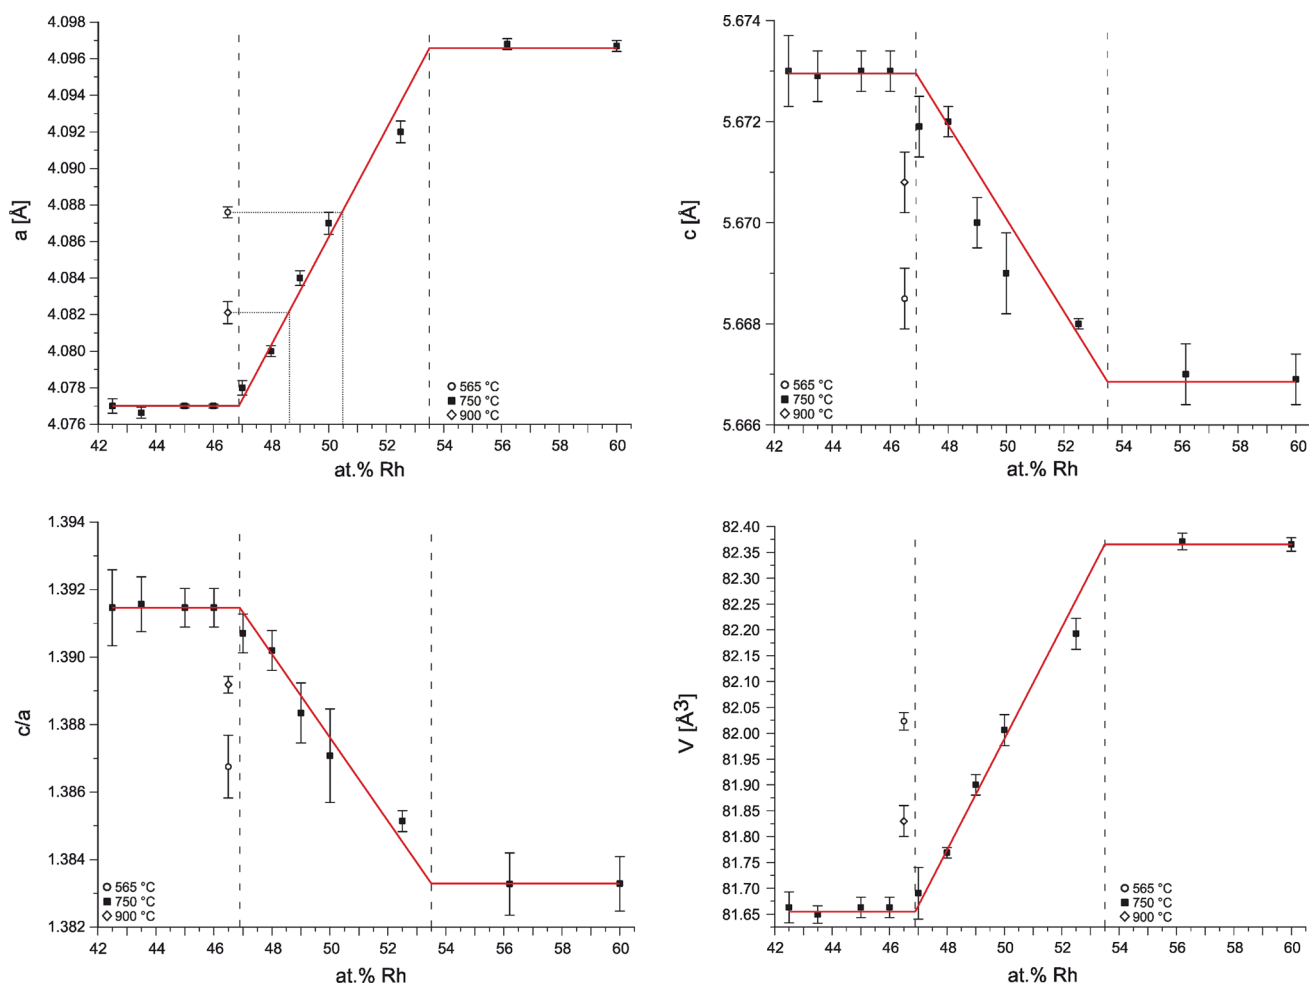 4.098
4.096
4.094
4.092
4.090
4.088
4.086
4.084
4.082
4.080
4.078
4.076
a [Å]
565 °C
750 °C
900 °C
42 44 46 48 50 52 54 56 58 60
at.% Rh
5.674
5.672
5.670
5.668
5.666
c [Å]
565 °C
750 °C
900 °C
42 44 46 48 50 52 54 56 58 60
at.% Rh
1.394
1.392
1.390
1.388
1.386
1.384
1.382
c/a
565 °C
750 °C
900 °C
42 44 46 48 50 52 54 56 58 60
at.% Rh
82.40
82.35
82.30
82.25
82.20
82.15
82.10
82.05
82.00
81.95
81.90
81.85
81.80
81.75
81.70
81.65
V [Å3]
565 °C
750 °C
900 °C
42 44 46 48 50 52 54 56 58 60
at.% Rh